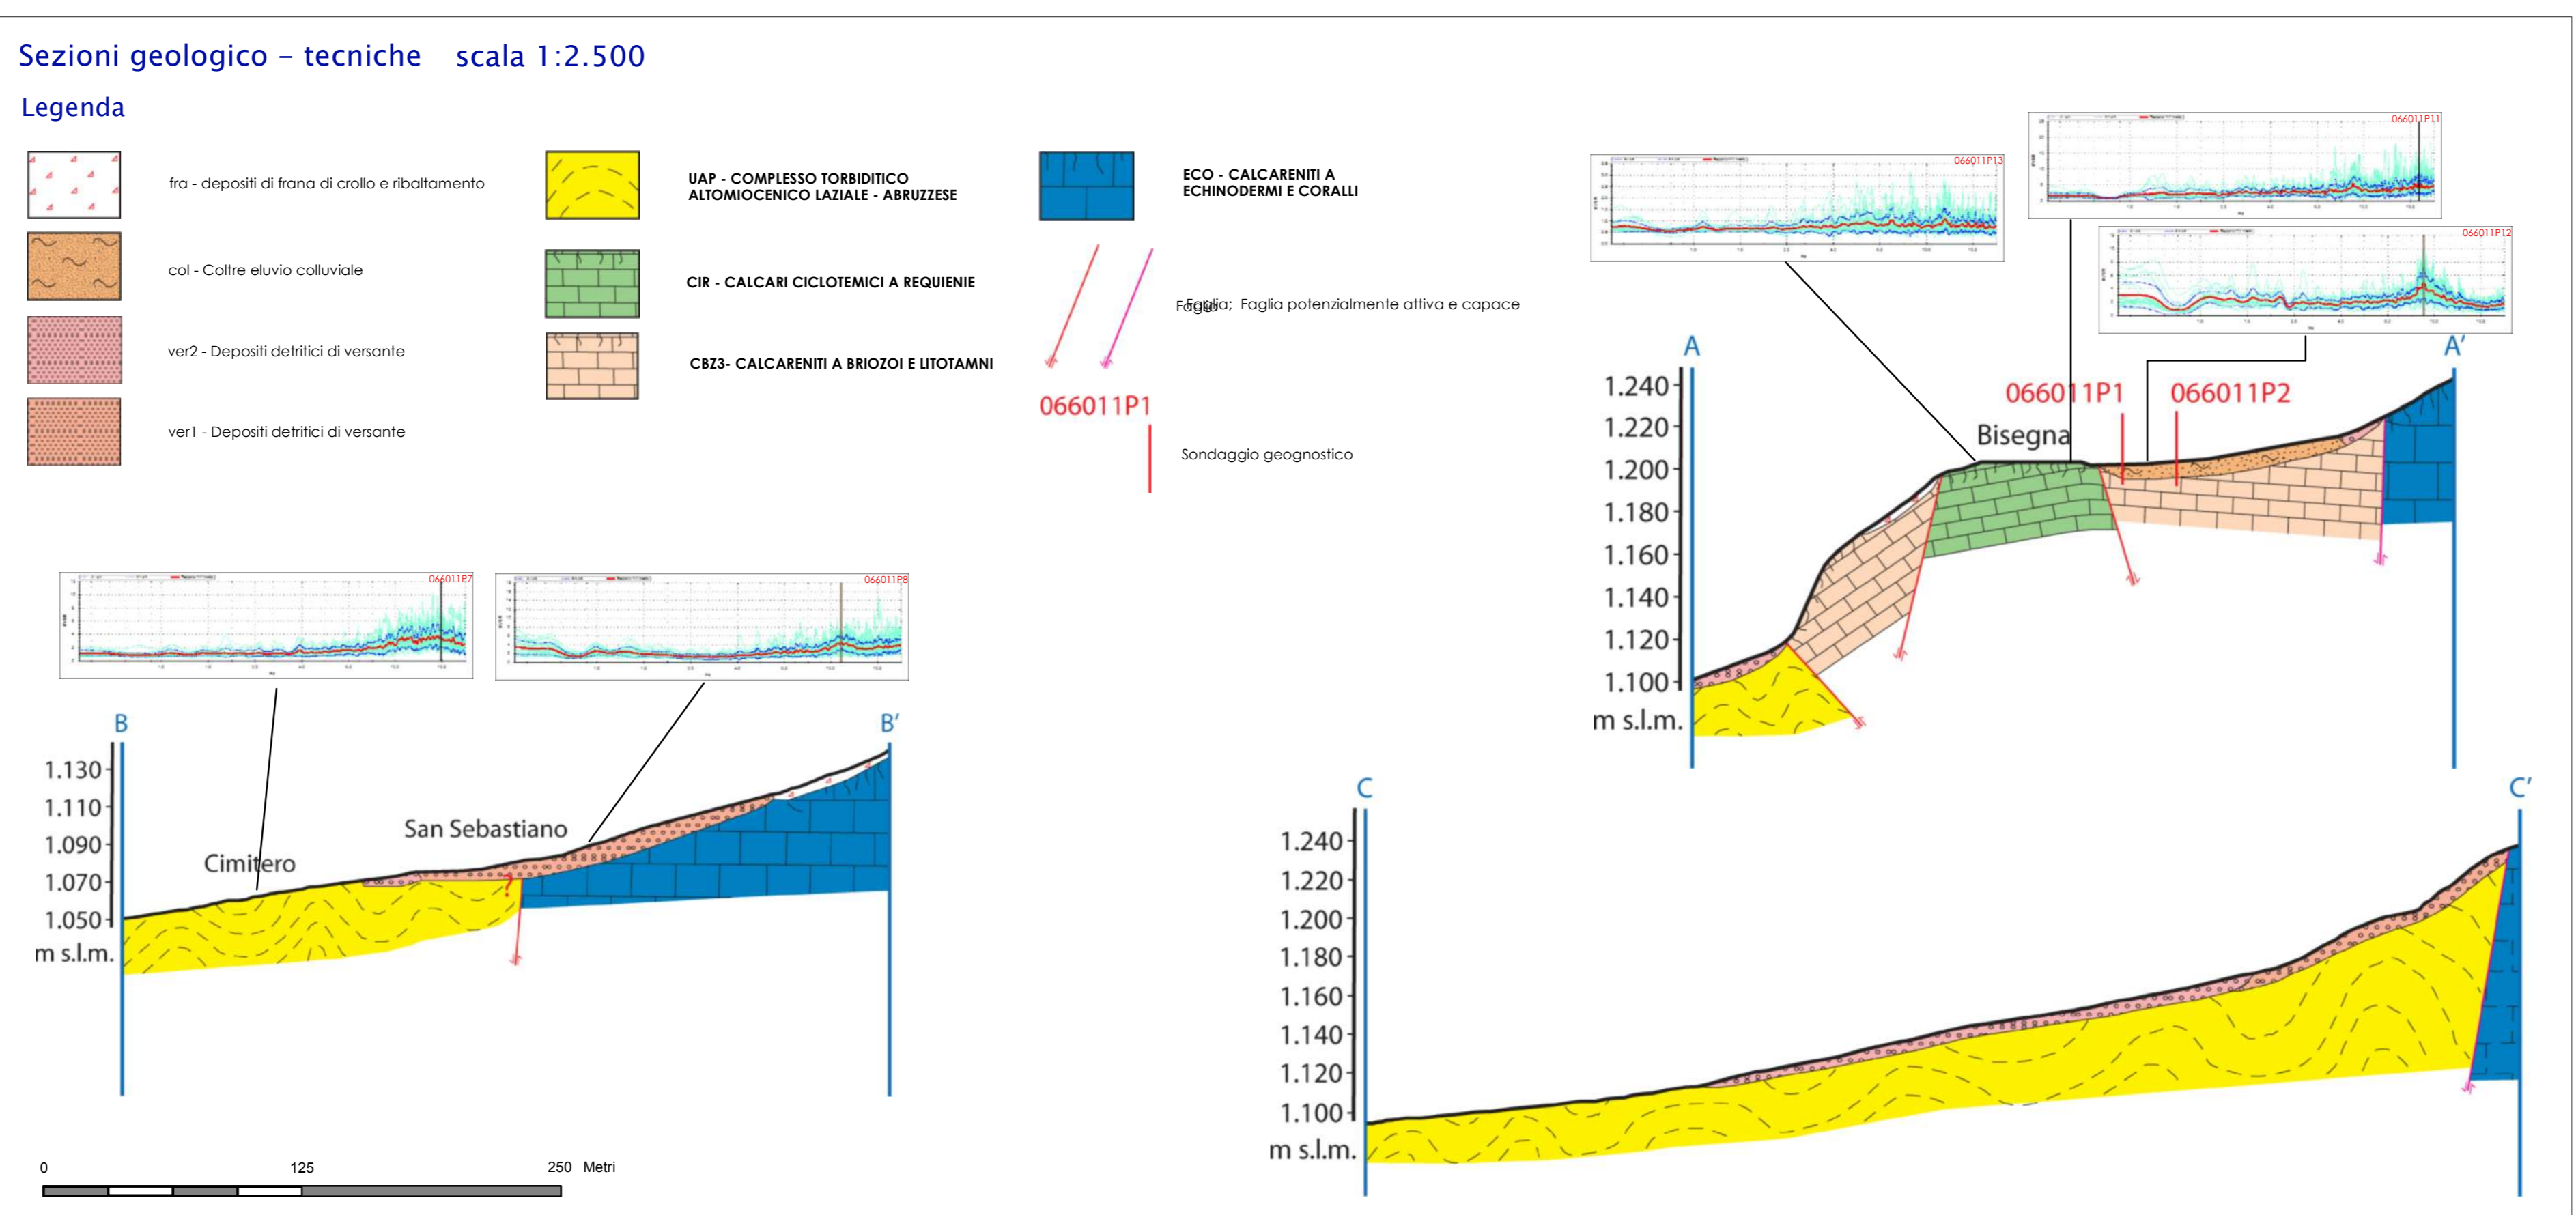 Sezioni geologico - tecniche scala 1:2.500
Legenda
fra - depositi di frana di crollo e ribaltamento
col - Coltre eluvio colluviale
ver2 - Depositi detritici di versante
ver1 - Depositi detritici di versante
UAP - COMPLESSO TORBIDITICO
ALTOMIOCENICO LAZIALE - ABRUZZESE
CIR - CALCARI CICLOTEMICI A REQUIENIE
CBZ3- CALCARENITI A BRIOZOI E LITOTAMNI
ECO - CALCARENITI A
ECHINODERMI E CORALLI
Faglia
Faglia; Faglia potenzialmente attiva e capace
066011P1
Sondaggio geognostico
066011P13
066011P11
066011P12
A
A'
1.240
1.220
1.200
1.180
1.160
1.140
1.120
1.100
m s.l.m.
066011P1
066011P2
Bisegna
066011P7
066011P8
B
B'
1.130
1.110
1.090
1.070
1.050
m s.l.m.
Cimitero
San Sebastiano
?
C
C'
1.240
1.220
1.200
1.180
1.160
1.140
1.120
1.100
m s.l.m.
0 125 250 Metri